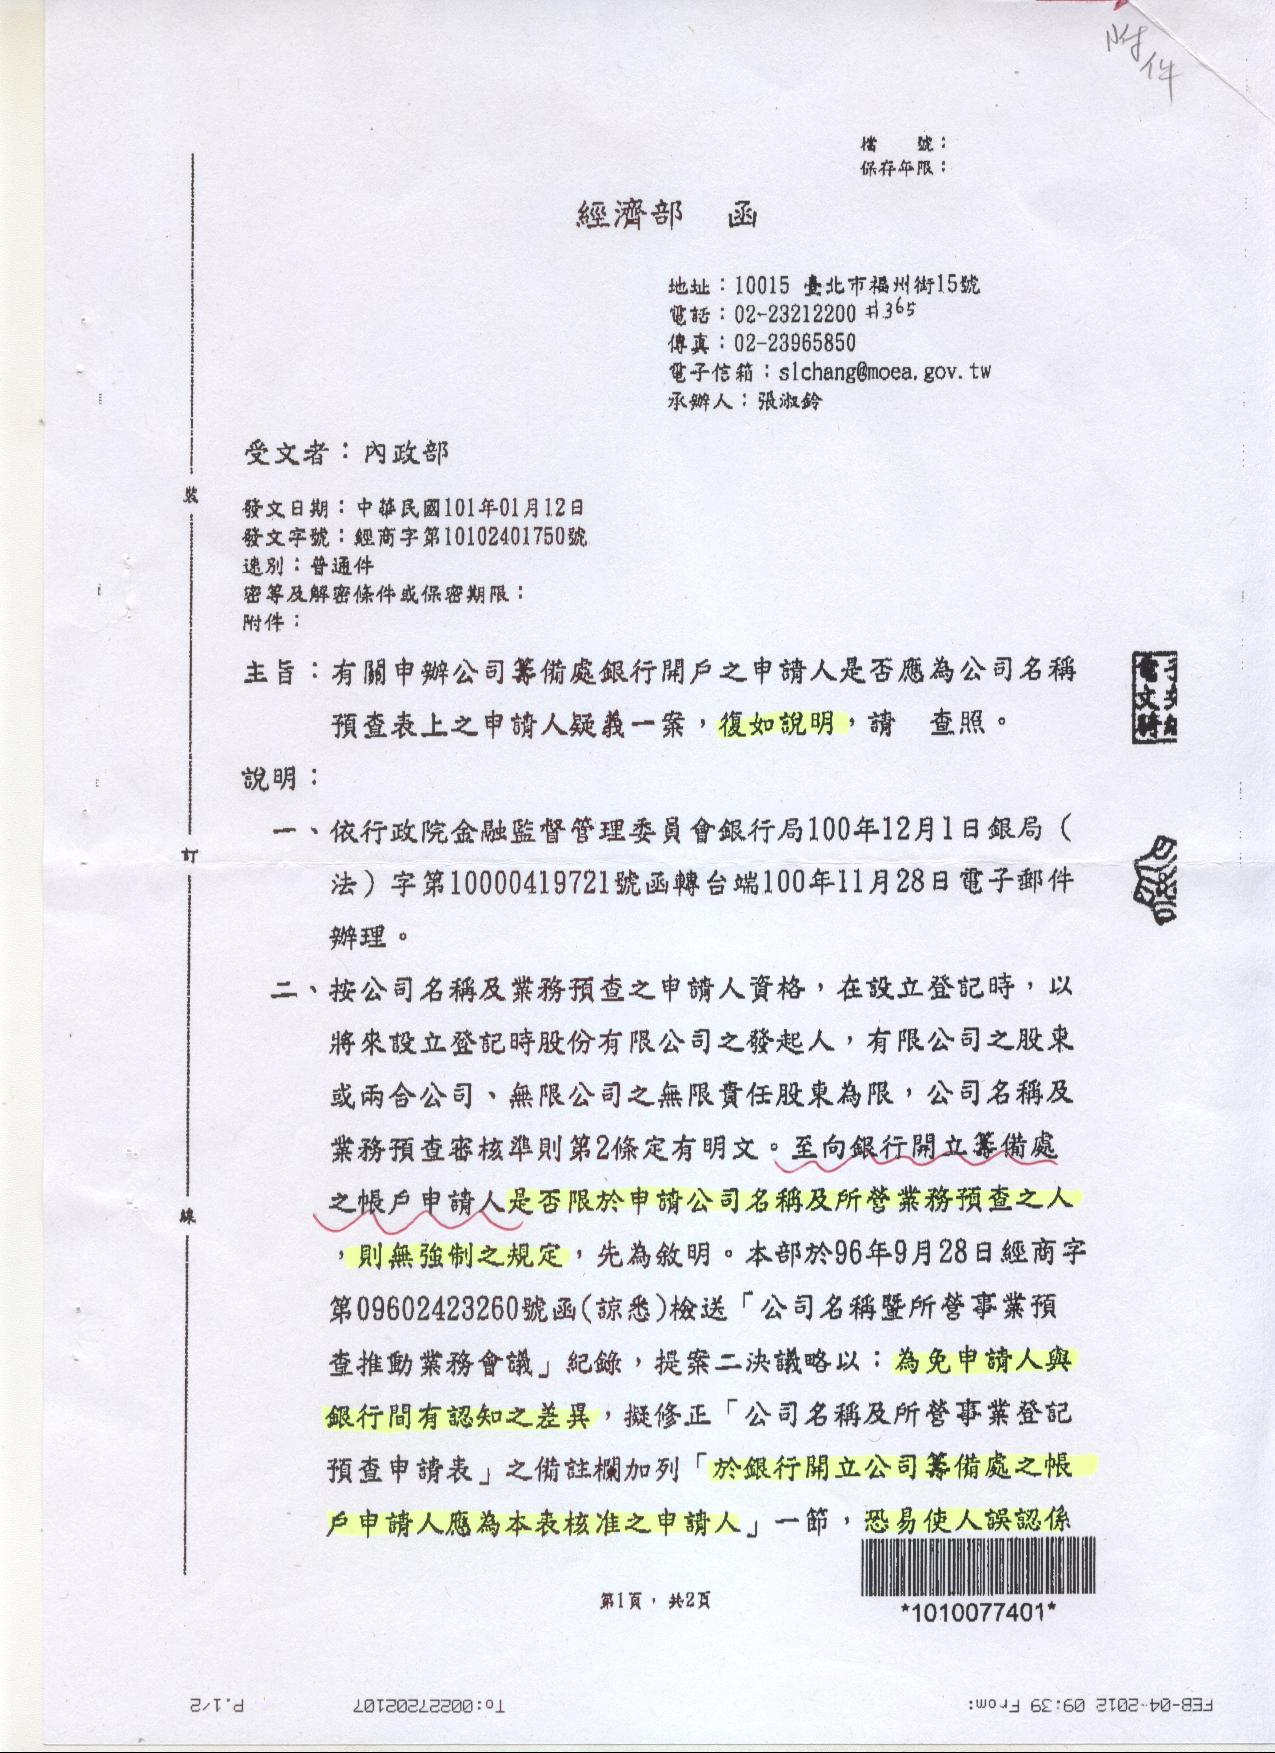 附件
檔　　號：
保存年限：
經濟部　函
地址：10015 臺北市福州街15號
電話：02-23212200 #365
傳真：02-23965850
電子信箱：slchang@moea.gov.tw
承辦人：張淑鈴
受文者：內政部
發文日期：中華民國101年01月12日
發文字號：經商字第10102401750號
速別：普通件
密等及解密條件或保密期限：
附件：
主旨：有關申辦公司籌備處銀行開戶之申請人是否應為公司名稱
預查表上之申請人疑義一案，復如說明，請　查照。
說明：
一、依行政院金融監督管理委員會銀行局100年12月1日銀局（
法）字第10000419721號函轉台端100年11月28日電子郵件
辦理。
二、按公司名稱及業務預查之申請人資格，在設立登記時，以
將來設立登記時股份有限公司之發起人，有限公司之股東
或兩合公司、無限公司之無限責任股東為限，公司名稱及
業務預查審核準則第2條定有明文。至向銀行開立籌備處
之帳戶申請人是否限於申請公司名稱及所營業務預查之人
，則無強制之規定，先為敘明。本部於96年9月28日經商字
第09602423260號函(諒悉)檢送「公司名稱暨所營事業預
查推動業務會議」紀錄，提案二決議略以：為免申請人與
銀行間有認知之差異，擬修正「公司名稱及所營事業登記
預查申請表」之備註欄加列「於銀行開立公司籌備處之帳
戶申請人應為本表核准之申請人」一節，恐易使人誤認係
裝
訂
線
*1010077401*
第1頁，共2頁
FEB-04-2012 09:39 From:
To:00227202107
P.1/2